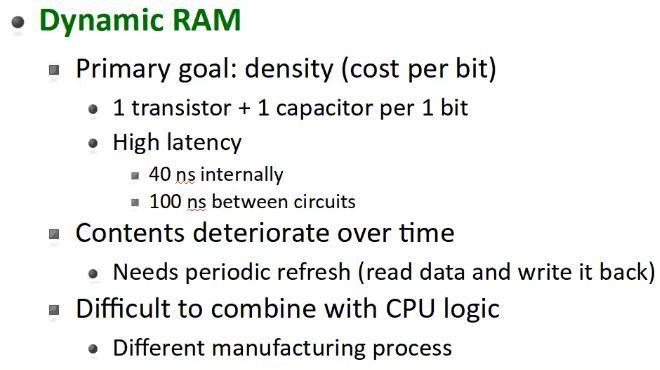 Dynamic RAM
Primary goal: density (cost per bit)
1 transistor + 1 capacitor per 1 bit
High latency
40 ns internally
100 ns between circuits
Contents deteriorate over time
Needs periodic refresh (read data and write it back)
Difficult to combine with CPU logic
Different manufacturing process